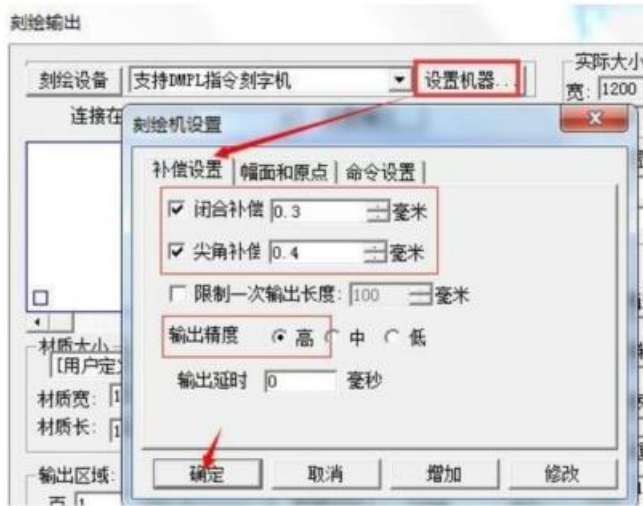 刻绘输出
刻绘设备 支持DMPL指令刻字机 设置机器... 实际大小
连接在 宽: 1200
刻绘机设置
补偿设置 幅面和原点 命令设置
闭合补偿 0.3 毫米
尖角补偿 0.4 毫米
限制一次输出长度: 100 毫米
输出精度 高 中 低
输出延时 0 毫秒
材质大小
[用户定
材质宽: 1
材质长: 1
确定 取消 增加 修改
输出区域:
页 1